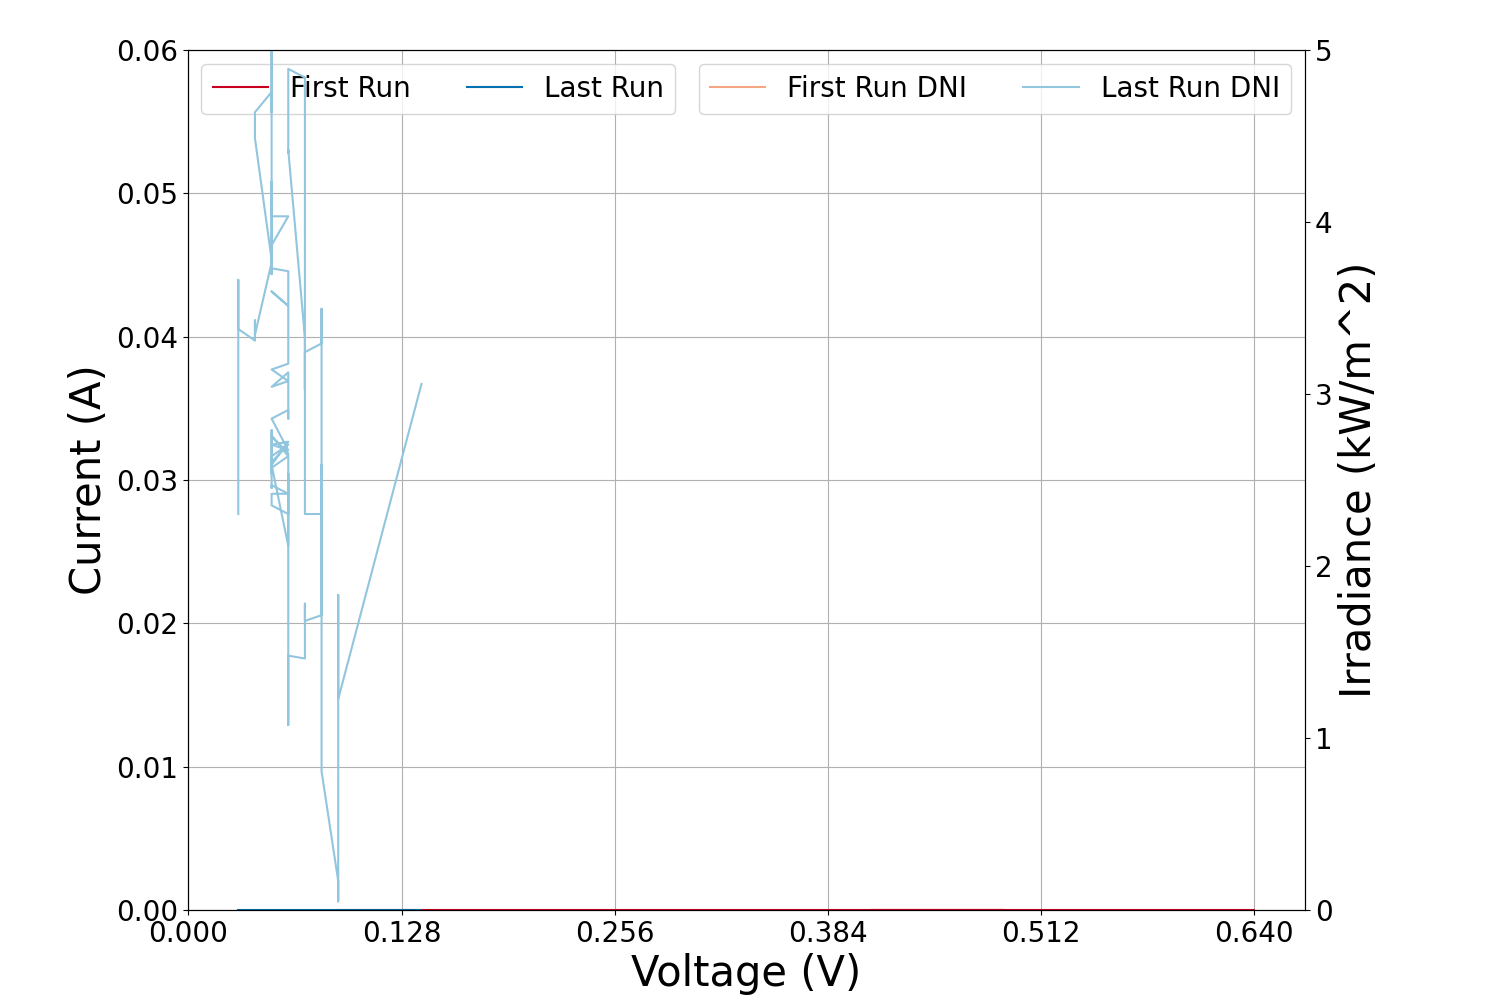 First Run
Last Run
First Run DNI
Last Run DNI
0.06
0.05
0.04
0.03
0.02
0.01
0.00
Current (A)
5
4
3
2
1
0
Irradiance (kW/m^2)
0.000
0.128
0.256
0.384
0.512
0.640
Voltage (V)